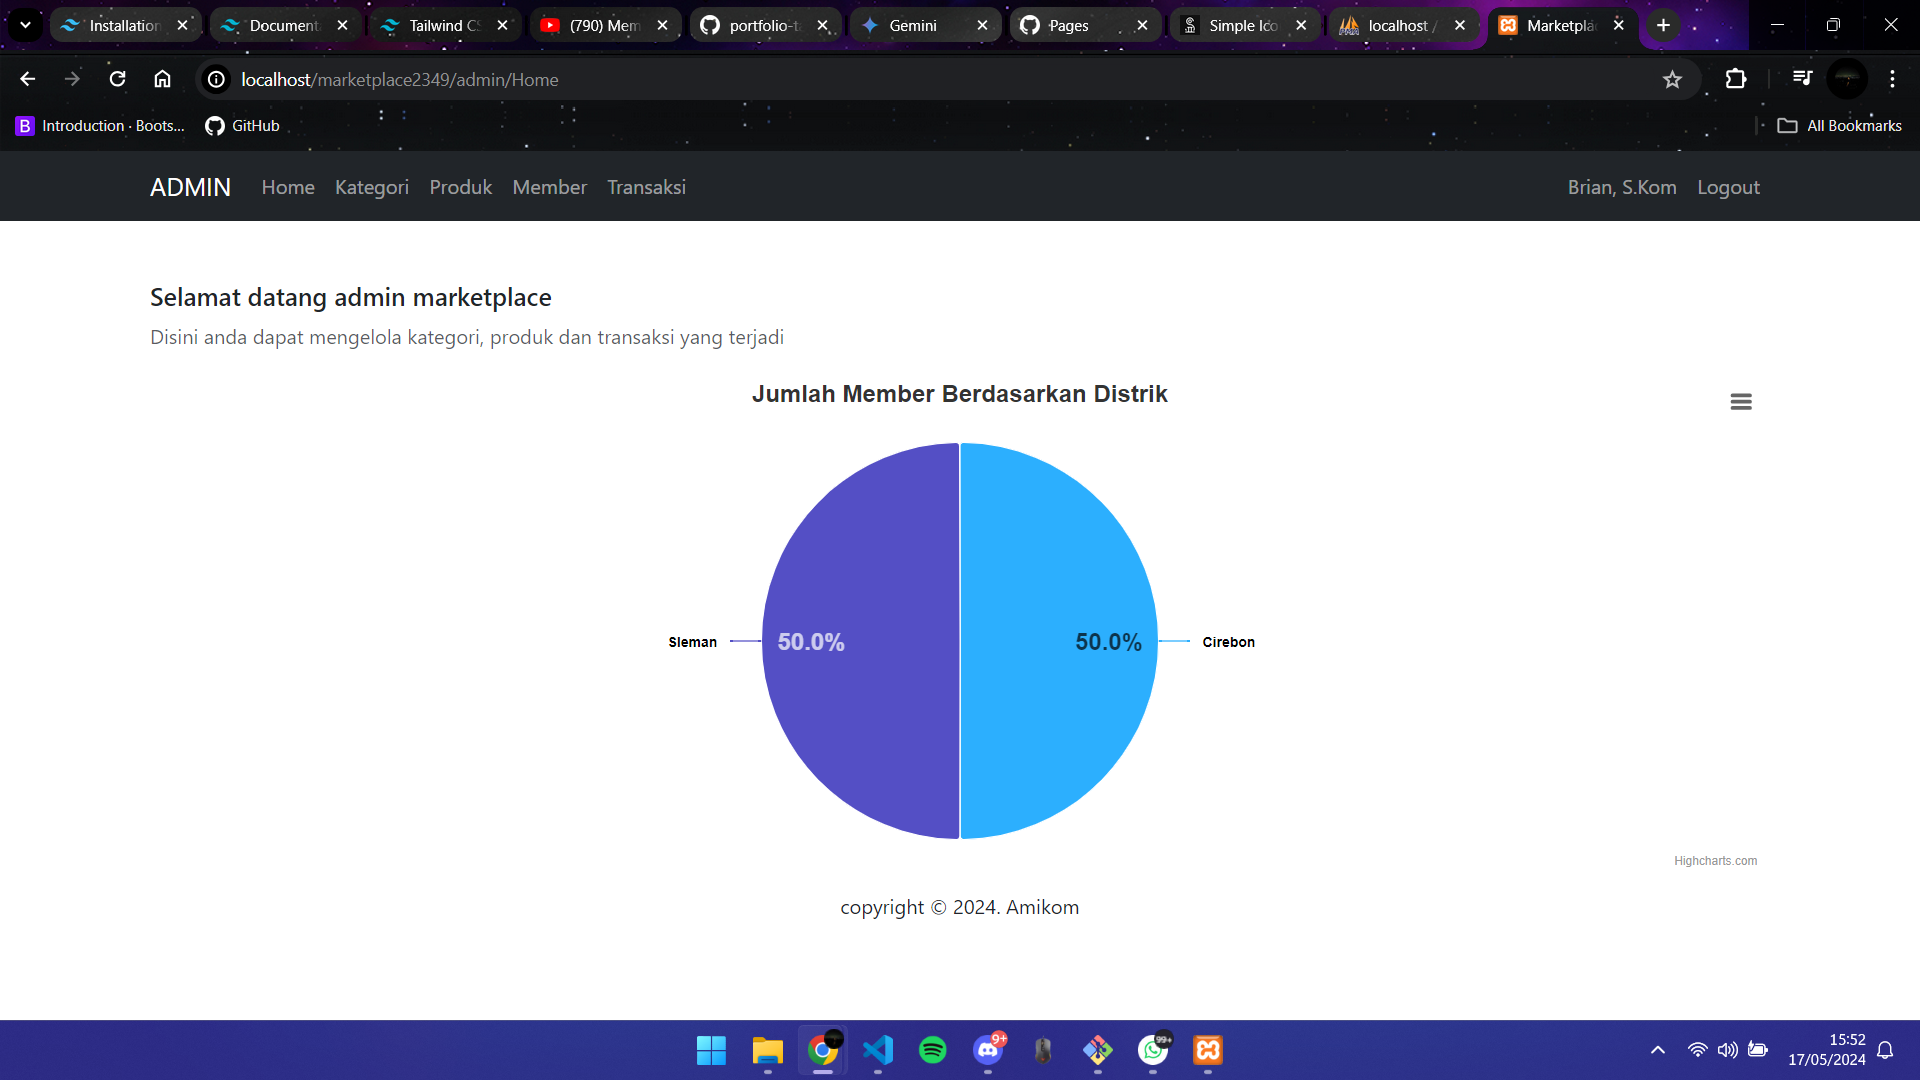 Installation
Document
Tailwind CS
(790) Mem
portfolio-ta
Gemini
Pages
Simple Ico
localhost /
Marketplac
localhost/marketplace2349/admin/Home
Introduction · Boots...
GitHub
All Bookmarks
ADMIN Home Kategori Produk Member Transaksi
Brian, S.Kom Logout
Selamat datang admin marketplace
Disini anda dapat mengelola kategori, produk dan transaksi yang terjadi
Jumlah Member Berdasarkan Distrik
Sleman
50.0%
50.0%
Cirebon
Highcharts.com
copyright © 2024. Amikom
9+
99+
15:52
17/05/2024